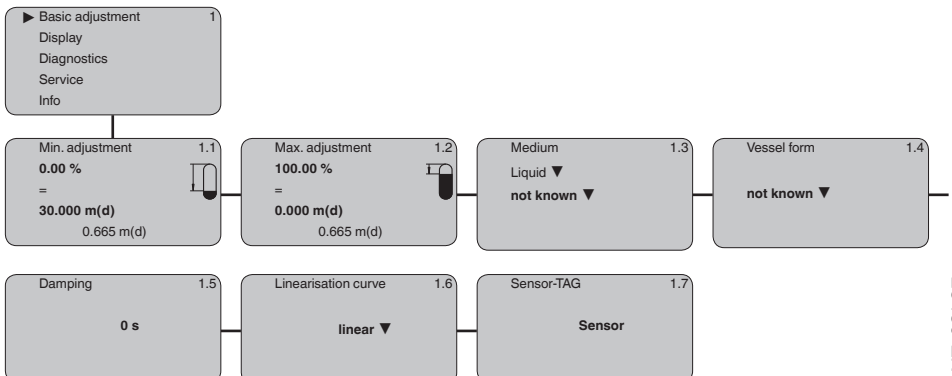 ▶ Basic adjustment 1
Display
Diagnostics
Service
Info
Min. adjustment 1.1
0.00 %
=
30.000 m(d)
0.665 m(d)
Max. adjustment 1.2
100.00 %
=
0.000 m(d)
0.665 m(d)
Medium 1.3
Liquid ▼
not known ▼
Vessel form 1.4
not known ▼
Damping 1.5
0 s
Linearisation curve 1.6
linear ▼
Sensor-TAG 1.7
Sensor